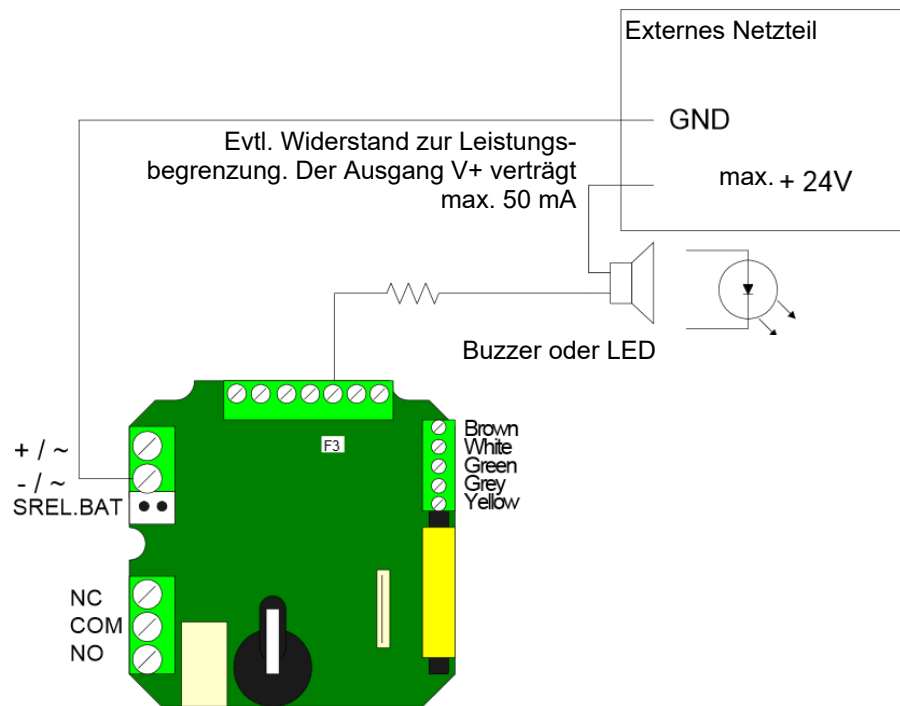 Externes Netzteil
GND
Evtl. Widerstand zur Leistungs-
begrenzung. Der Ausgang V+ verträgt
max. 50 mA
max. + 24V
Buzzer oder LED
F3
+ / ~
- / ~
SREL.BAT
NC
COM
NO
Brown
White
Green
Grey
Yellow